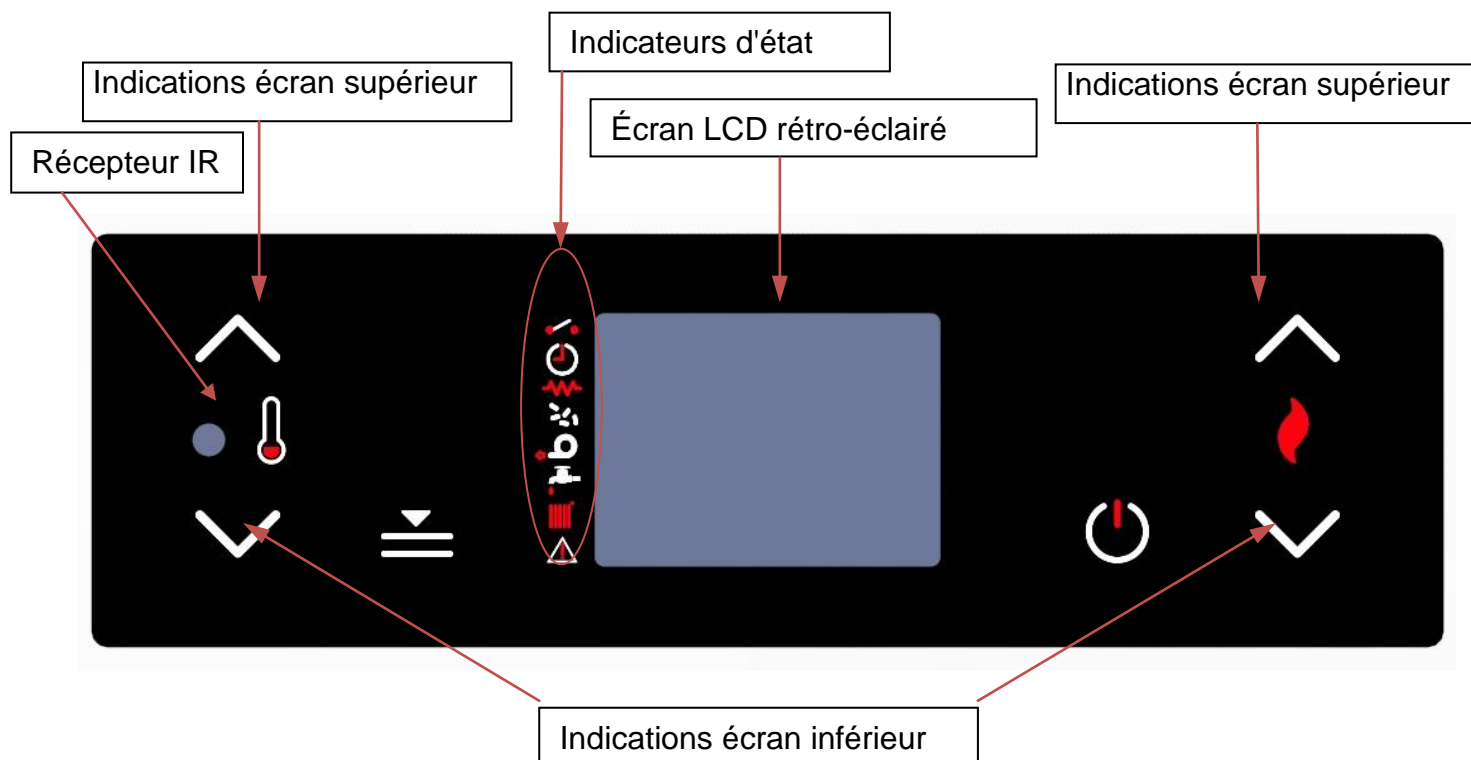 Indicateurs d'état
Indications écran supérieur
Indications écran supérieur
Écran LCD rétro-éclairé
Récepteur IR
Indications écran inférieur